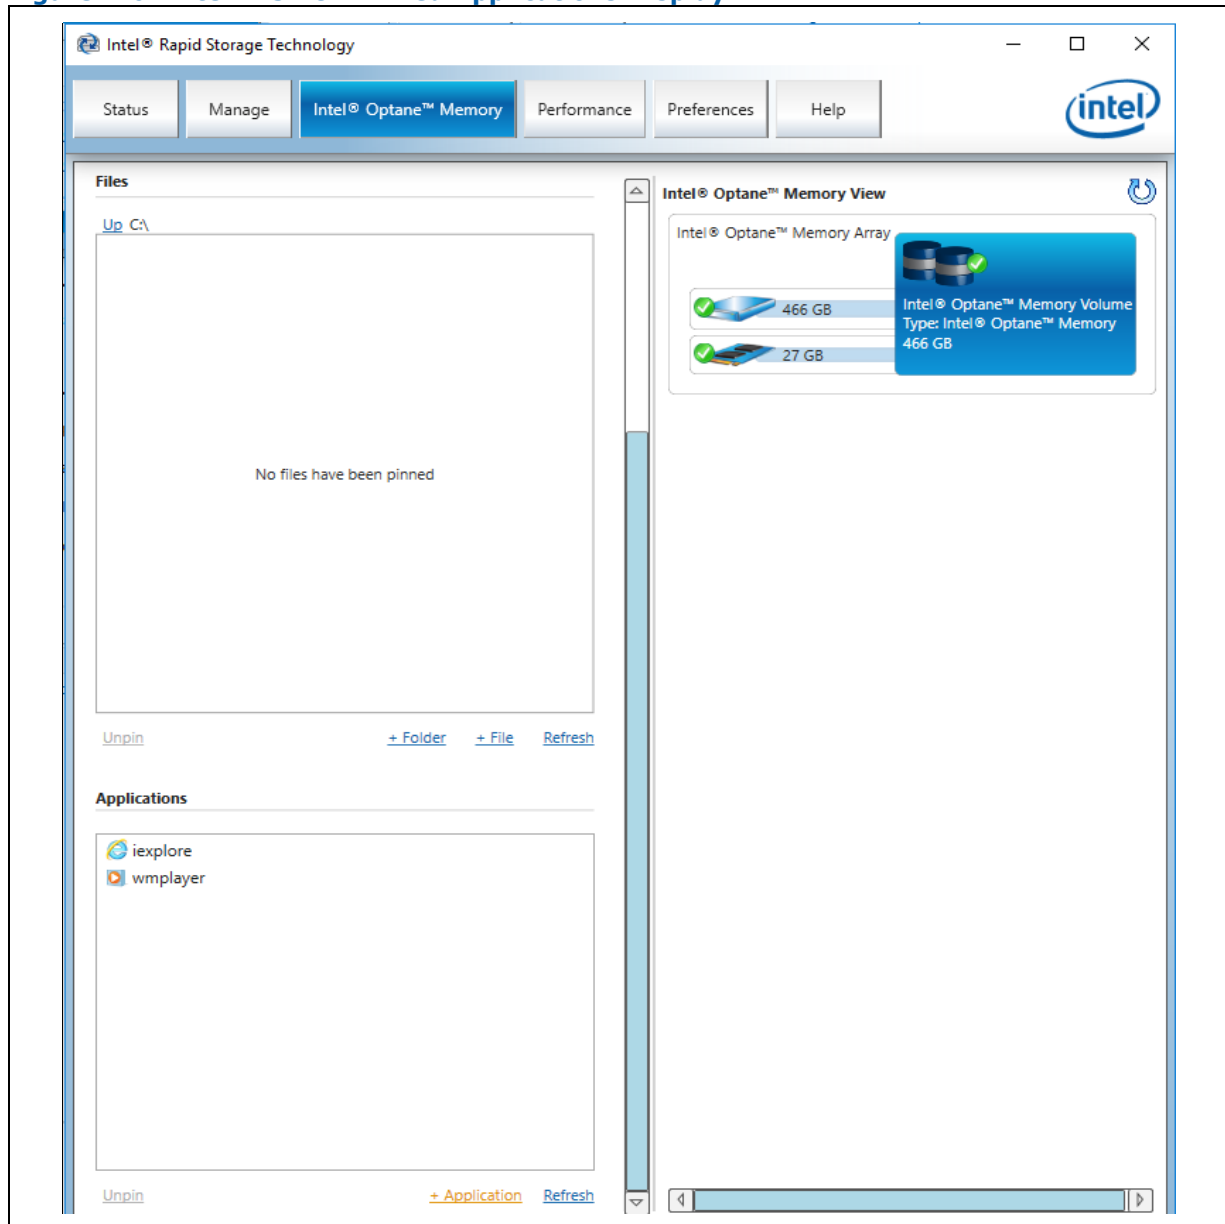 Intel® Rapid Storage Technology
Status Manage Intel® Optane™ Memory Performance Preferences Help
intel
Files
Up C:\
No files have been pinned
Unpin + Folder + File Refresh
Applications
iexplore
wmplayer
Unpin + Application Refresh
Intel® Optane™ Memory View
Intel® Optane™ Memory Array
466 GB
27 GB
Intel® Optane™ Memory Volume
Type: Intel® Optane™ Memory
466 GB